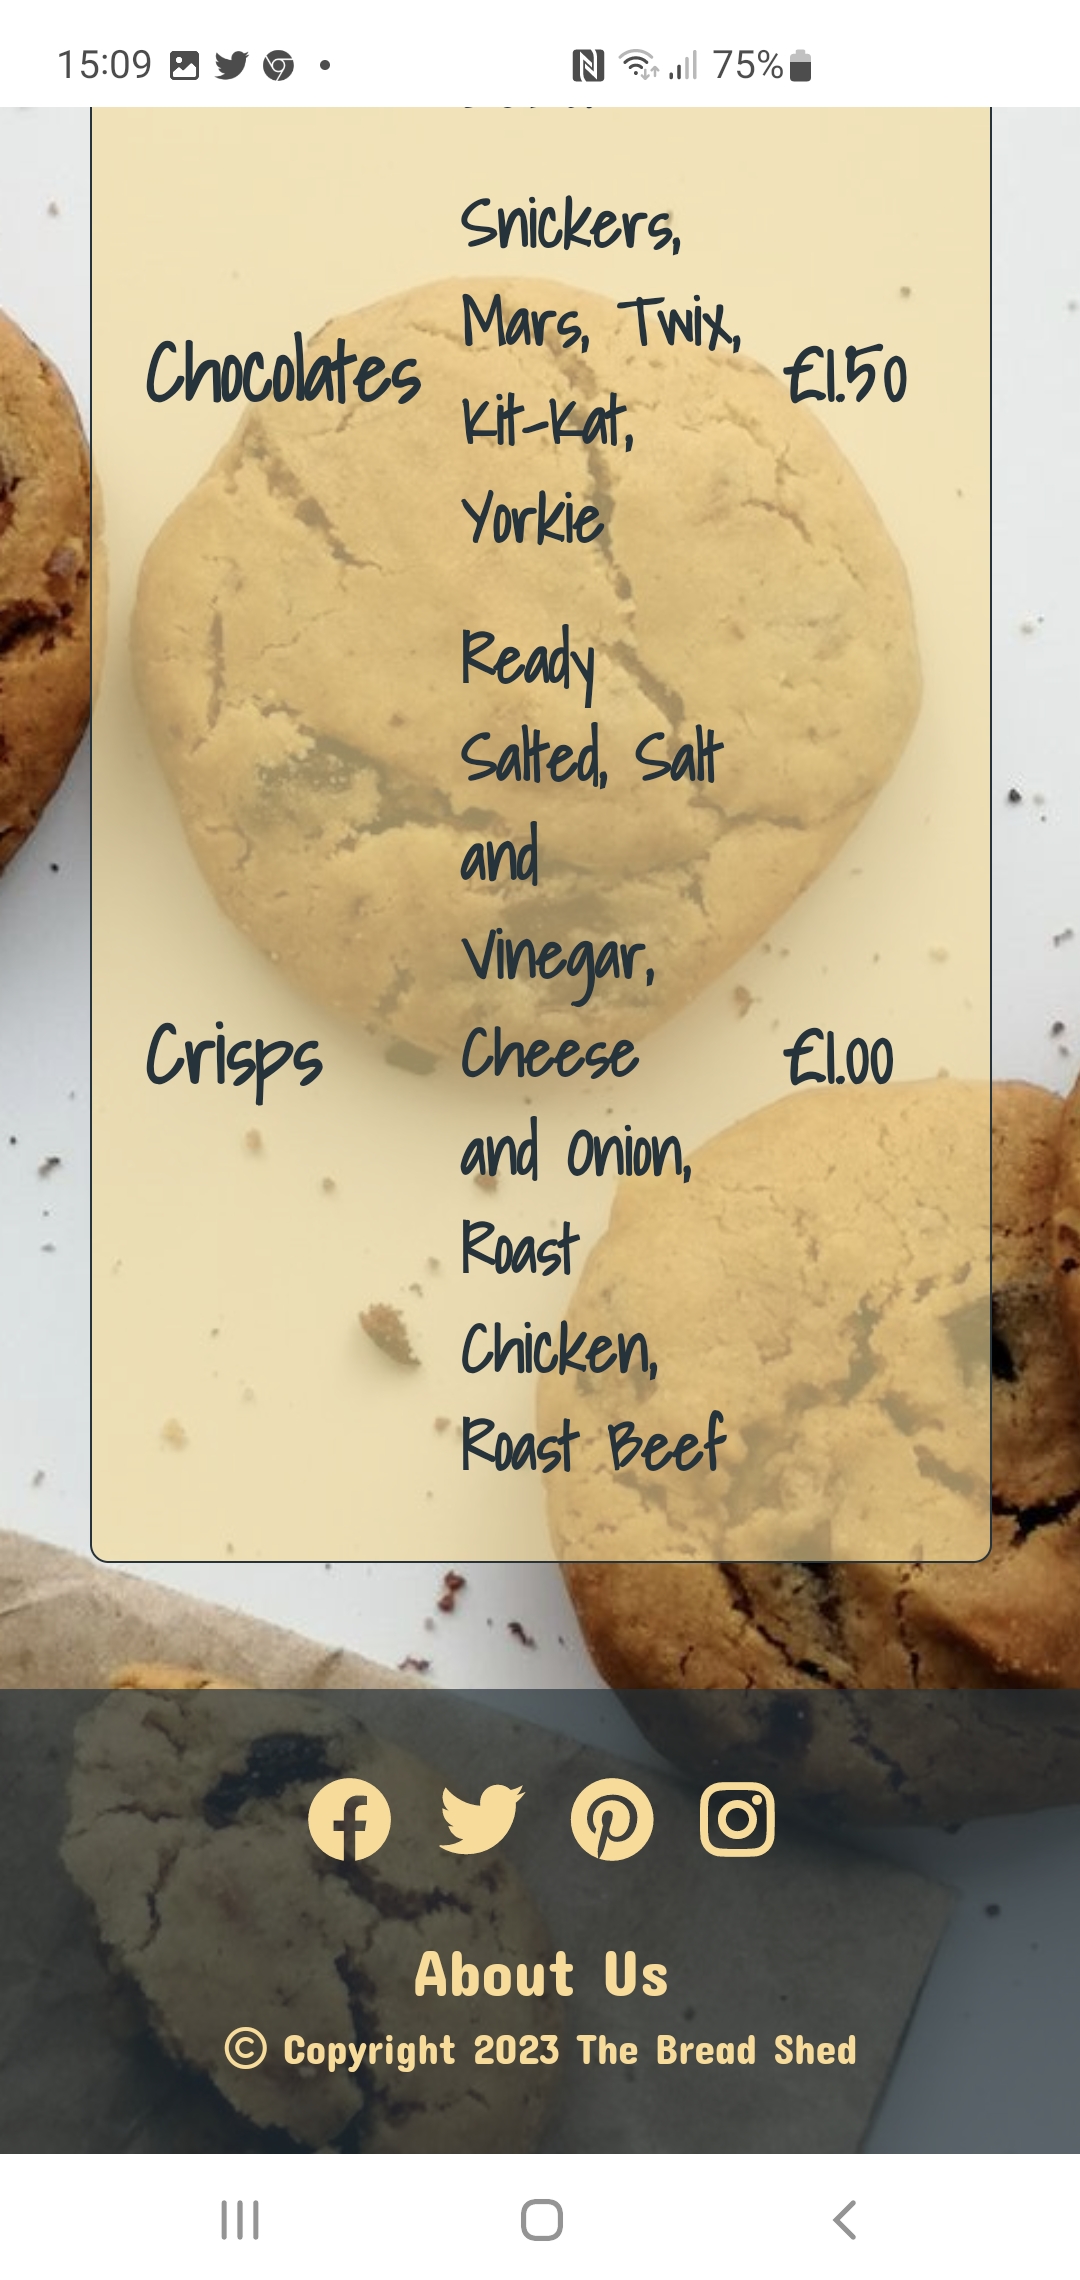 15:09
75%
Snickers,
Mars, Twix,
Chocolates
£1.50
Kit-Kat,
Yorkie
Ready
Salted, Salt
and
Vinegar,
Crisps
Cheese
£1.00
and Onion,
Roast
Chicken,
Roast Beef
About Us
© Copyright 2023 The Bread Shed